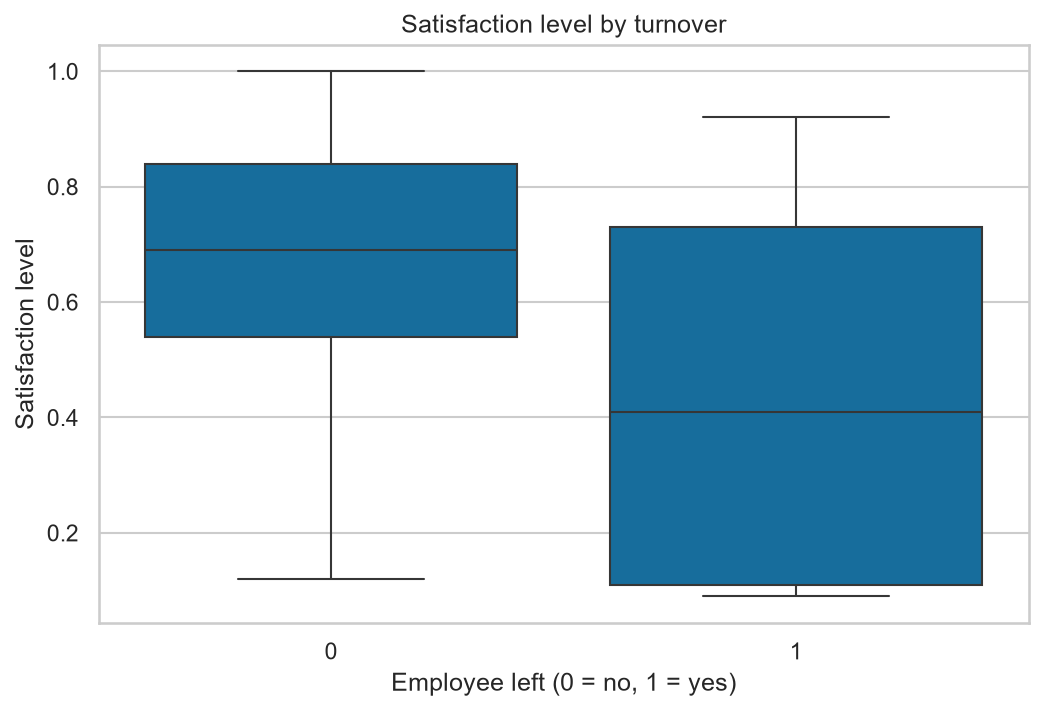 Satisfaction level by turnover
Satisfaction level
1.0
0.8
0.6
0.4
0.2
0
1
Employee left (0 = no, 1 = yes)